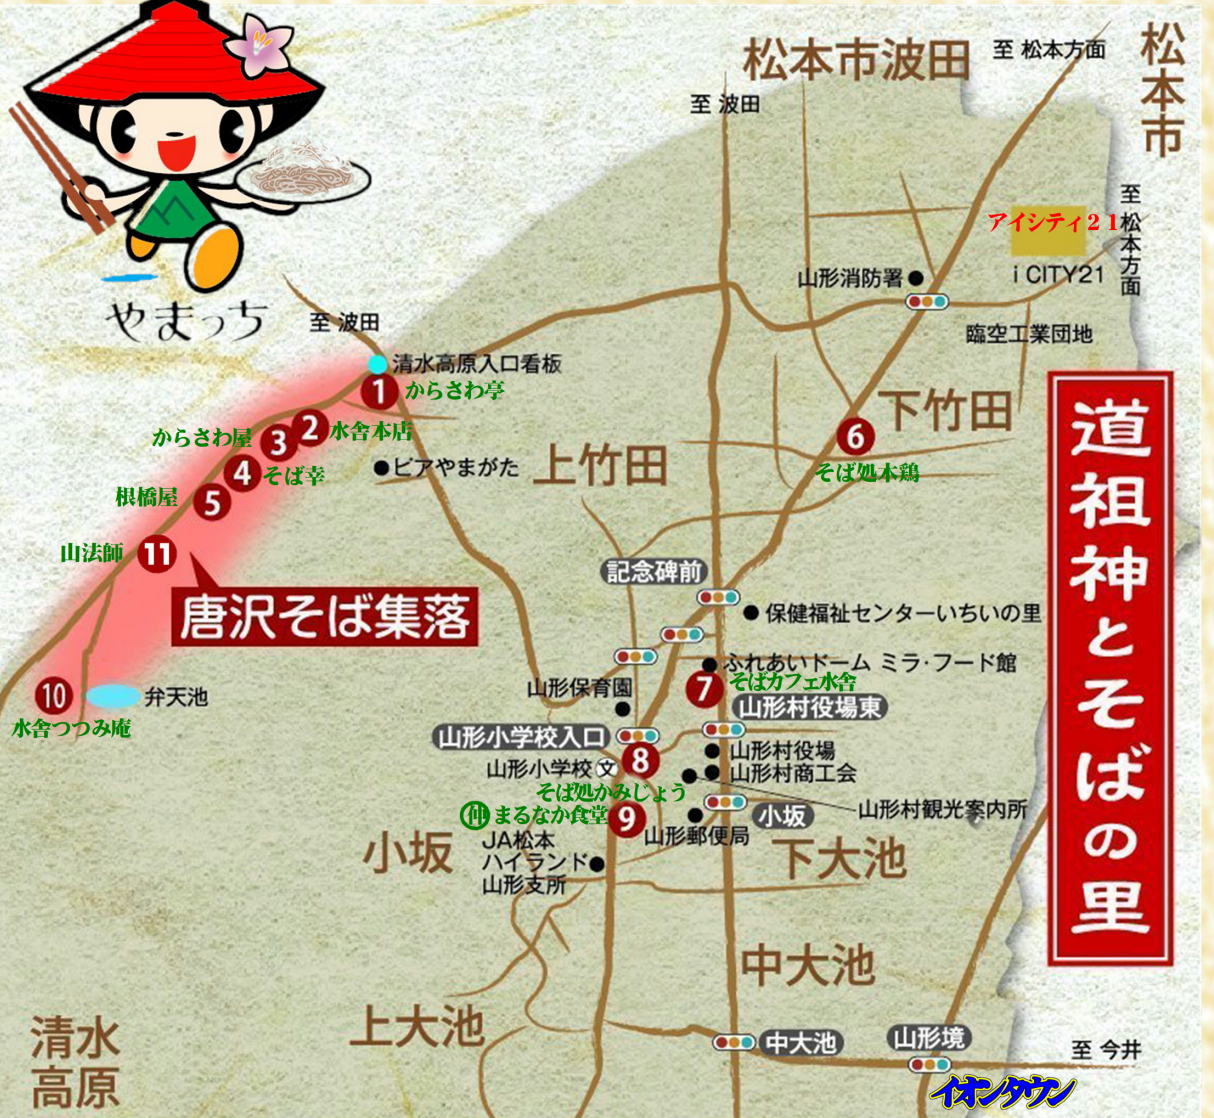 松本市波田
至 松本方面
松本市
至 波田
至 松本方面
アイシティ21
i CITY21
山形消防署
臨空工業団地
やまっち
至 波田
清水高原入口看板
1
からさわ亭
下竹田
6
そば処木鶏
からさわ屋
3
2
水舎本店
4
そば幸
ビアやまがた
上竹田
根橋屋
5
山法師
11
唐沢そば集落
道祖神とそばの里
記念碑前
保健福祉センターいちいの里
ふれあいドーム ミラ・フード館
7
そばカフェ水舎
山形保育園
山形村役場東
10
弁天池
水舎つつみ庵
山形小学校入口
山形小学校
文
8
山形村役場
山形村商工会
そば処かみじょう
仲 まるなか食堂
9
山形村観光案内所
小坂
山形郵便局
小坂
JA松本
ハイランド
山形支所
下大池
中大池
上大池
清水
高原
中大池
山形境
至 今井
イオンタウン